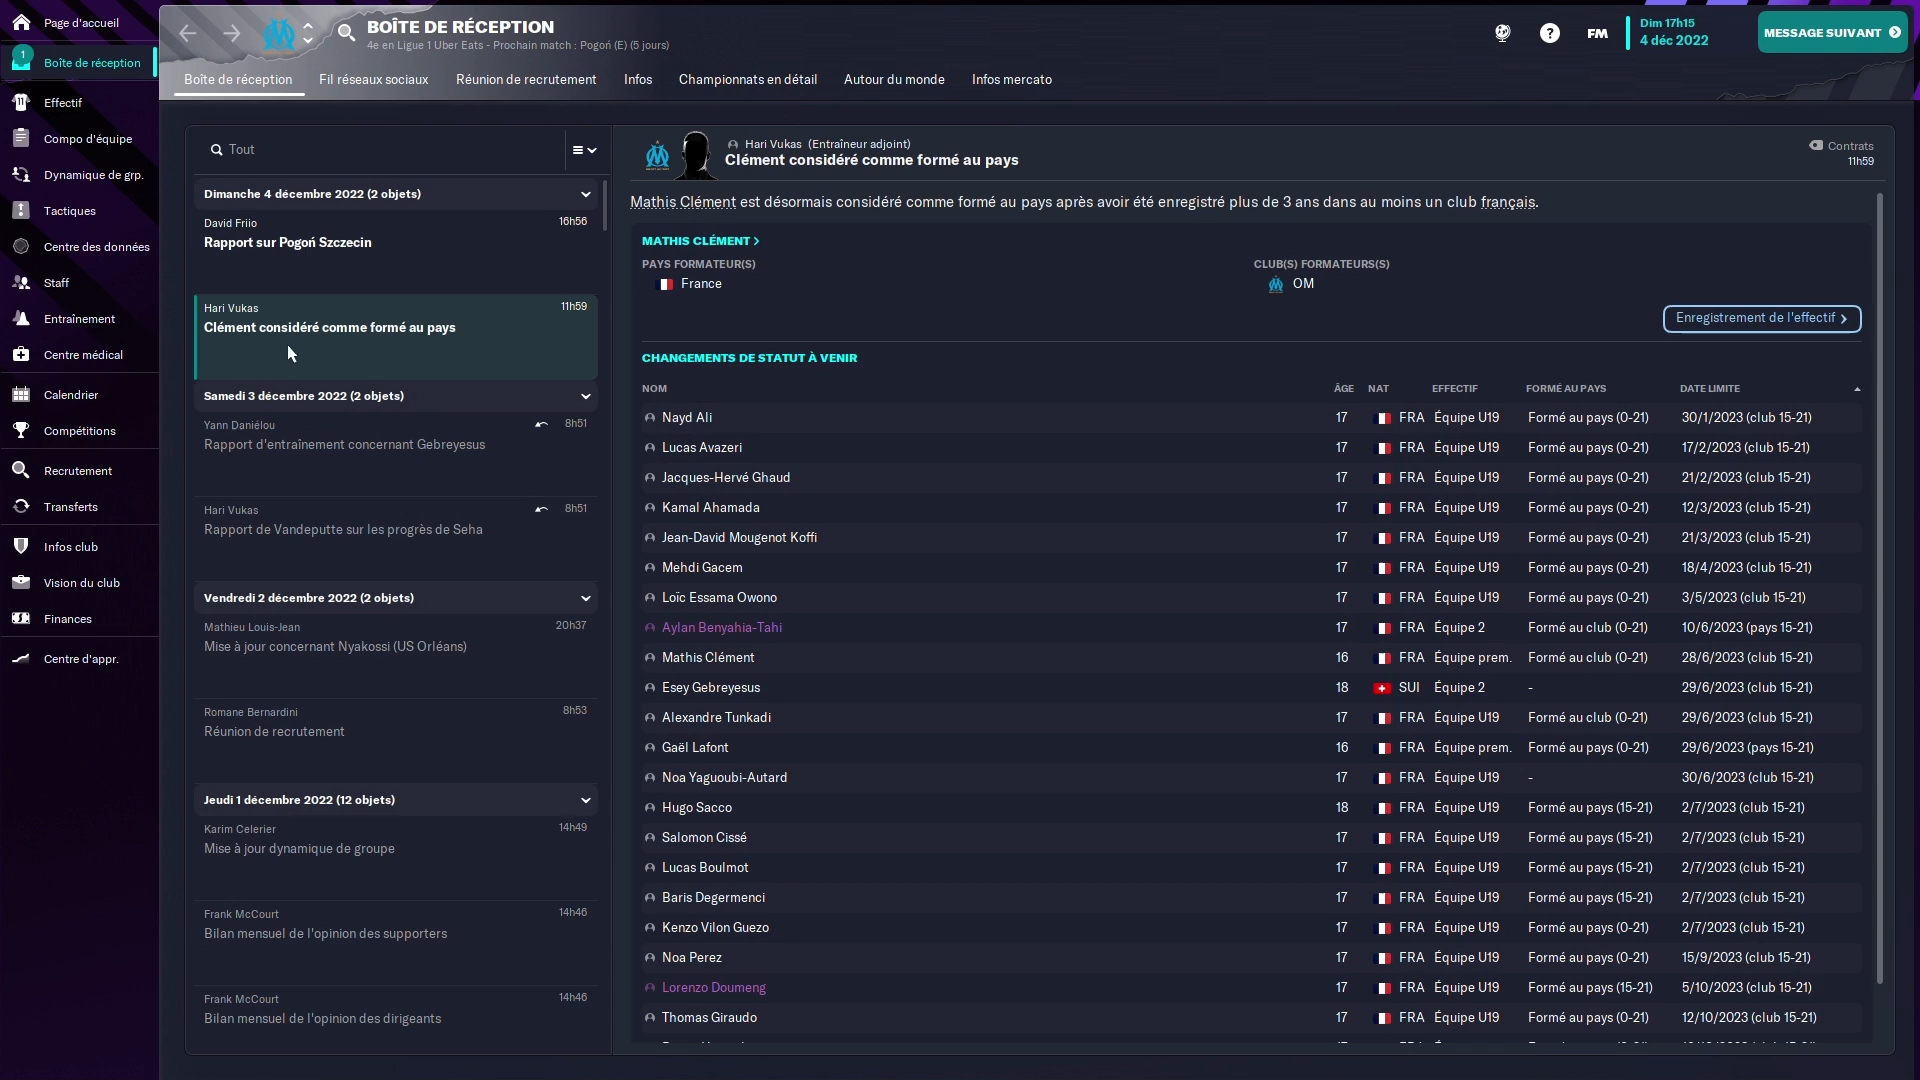 Page d'accueil
1
Boîte de réception
Effectif
Compo d'équipe
Dynamique de grp.
Tactiques
Centre des données
Staff
Entraînement
Centre médical
Calendrier
Compétitions
Recrutement
Transferts
Infos club
Vision du club
Finances
Centre d'appr.
BOÎTE DE RÉCEPTION
4e en Ligue 1 Uber Eats - Prochain match : Pogoń (E) (5 jours)
FM
Dim 17h15
4 déc 2022
MESSAGE SUIVANT
Boîte de réception Fil réseaux sociaux Réunion de recrutement Infos Championnats en détail Autour du monde Infos mercato
Tout
Dimanche 4 décembre 2022 (2 objets)
David Friio 16h56
Rapport sur Pogoń Szczecin
Hari Vukas 11h59
Clément considéré comme formé au pays
Samedi 3 décembre 2022 (2 objets)
Yann Daniélou 8h51
Rapport d'entraînement concernant Gebreyesus
Hari Vukas 8h51
Rapport de Vandeputte sur les progrès de Seha
Vendredi 2 décembre 2022 (2 objets)
Mathieu Louis-Jean 20h37
Mise à jour concernant Nyakossi (US Orléans)
Romane Bernardini 8h53
Réunion de recrutement
Jeudi 1 décembre 2022 (12 objets)
Karim Celerier 14h49
Mise à jour dynamique de groupe
Frank McCourt 14h46
Bilan mensuel de l'opinion des supporters
Frank McCourt 14h46
Bilan mensuel de l'opinion des dirigeants
Hari Vukas (Entraîneur adjoint)
Clément considéré comme formé au pays
Contrats
11h59
Mathis Clément est désormais considéré comme formé au pays après avoir été enregistré plus de 3 ans dans au moins un club français.
MATHIS CLÉMENT
PAYS FORMATEUR(S) CLUB(S) FORMATEURS(S)
France OM
Enregistrement de l'effectif
CHANGEMENTS DE STATUT À VENIR
NOM ÂGE NAT EFFECTIF FORMÉ AU PAYS DATE LIMITE
Nayd Ali 17 FRA Équipe U19 Formé au pays (0-21) 30/1/2023 (club 15-21)
Lucas Avazeri 17 FRA Équipe U19 Formé au pays (0-21) 17/2/2023 (club 15-21)
Jacques-Hervé Ghaud 17 FRA Équipe U19 Formé au pays (0-21) 21/2/2023 (club 15-21)
Kamal Ahamada 17 FRA Équipe U19 Formé au pays (0-21) 12/3/2023 (club 15-21)
Jean-David Mougenot Koffi 17 FRA Équipe U19 Formé au pays (0-21) 21/3/2023 (club 15-21)
Mehdi Gacem 17 FRA Équipe U19 Formé au pays (0-21) 18/4/2023 (club 15-21)
Loïc Essama Owono 17 FRA Équipe U19 Formé au pays (0-21) 3/5/2023 (club 15-21)
Aylan Benyahia-Tahi 17 FRA Équipe 2 Formé au club (0-21) 10/6/2023 (pays 15-21)
Mathis Clément 16 FRA Équipe prem. Formé au club (0-21) 28/6/2023 (club 15-21)
Esey Gebreyesus 18 SUI Équipe 2 - 29/6/2023 (club 15-21)
Alexandre Tunkadi 17 FRA Équipe U19 Formé au club (0-21) 29/6/2023 (club 15-21)
Gaël Lafont 16 FRA Équipe prem. Formé au pays (0-21) 29/6/2023 (pays 15-21)
Noa Yaguoubi-Autard 17 FRA Équipe U19 - 30/6/2023 (club 15-21)
Hugo Sacco 18 FRA Équipe U19 Formé au pays (15-21) 2/7/2023 (club 15-21)
Salomon Cissé 17 FRA Équipe U19 Formé au pays (15-21) 2/7/2023 (club 15-21)
Lucas Boulmot 17 FRA Équipe U19 Formé au pays (15-21) 2/7/2023 (club 15-21)
Baris Degermenci 17 FRA Équipe U19 Formé au pays (15-21) 2/7/2023 (club 15-21)
Kenzo Vilon Guezo 17 FRA Équipe U19 Formé au pays (0-21) 2/7/2023 (club 15-21)
Noa Perez 17 FRA Équipe U19 Formé au pays (0-21) 15/9/2023 (club 15-21)
Lorenzo Doumeng 17 FRA Équipe U19 Formé au pays (15-21) 5/10/2023 (club 15-21)
Thomas Giraudo 17 FRA Équipe U19 Formé au pays (0-21) 12/10/2023 (club 15-21)